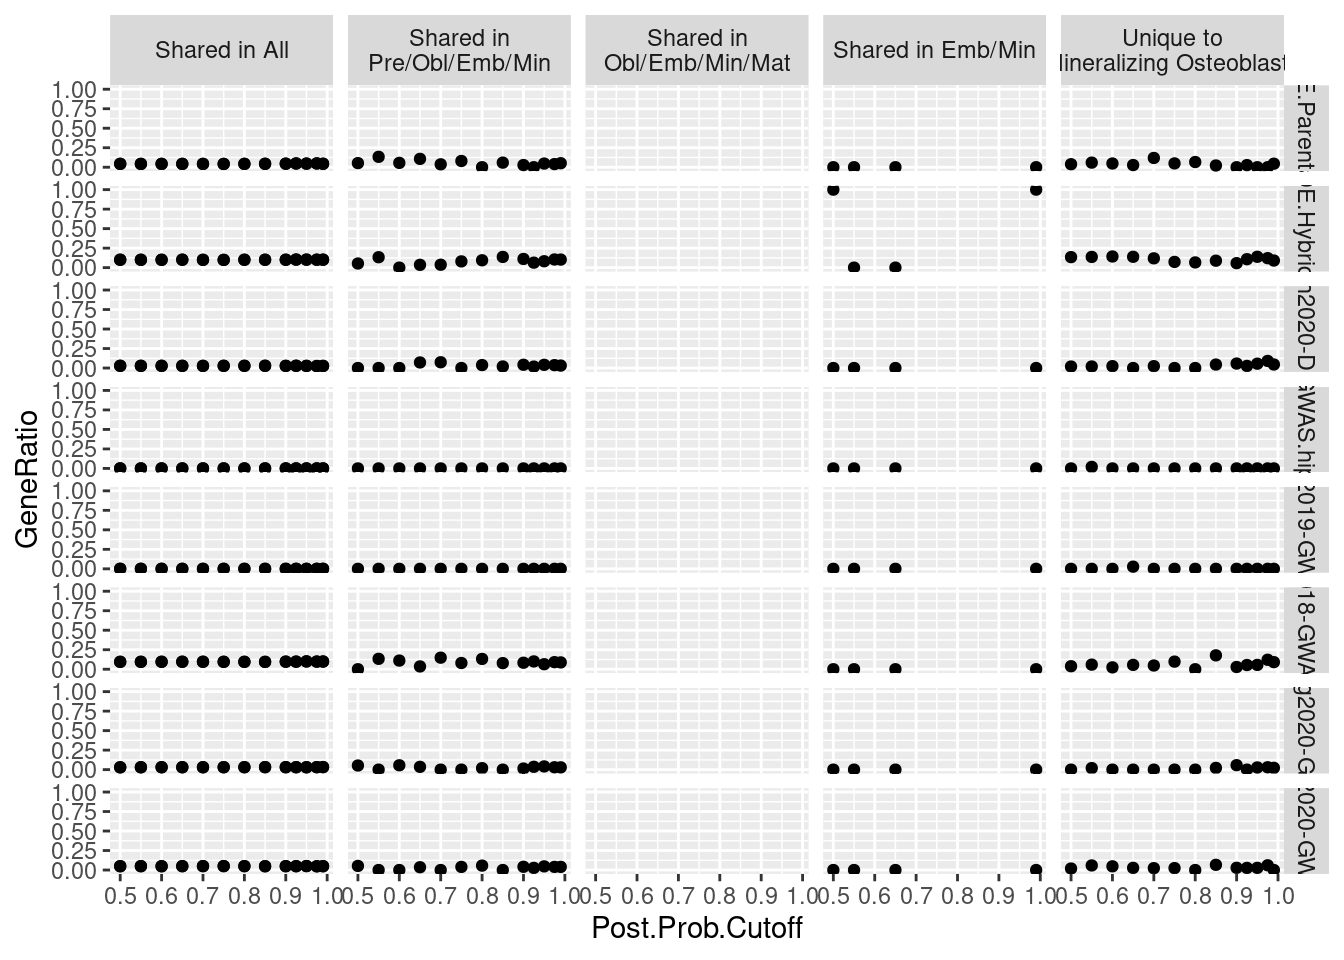 Shared in All
Shared in
Pre/Obl/Emb/Min
Shared in
Obl/Emb/Min/Mat
Shared in Emb/Min
Unique to
lineralizing Osteoblast
GeneRatio
1.00
0.75
0.50
0.25
0.00
E.Parent
1.00
0.75
0.50
0.25
0.00
E.Hybrid
1.00
0.75
0.50
0.25
0.00
2020-D
1.00
0.75
0.50
0.25
0.00
GWAS.hip
1.00
0.75
0.50
0.25
0.00
2019-GW
1.00
0.75
0.50
0.25
0.00
18-GWA
1.00
0.75
0.50
0.25
0.00
g2020-G
1.00
0.75
0.50
0.25
0.00
2020-GW
0.5 0.6 0.7 0.8 0.9 1.0 0.5 0.6 0.7 0.8 0.9 1.0 0.5 0.6 0.7 0.8 0.9 1.0 0.5 0.6 0.7 0.8 0.9 1.0 0.5 0.6 0.7 0.8 0.9 1.0
Post.Prob.Cutoff